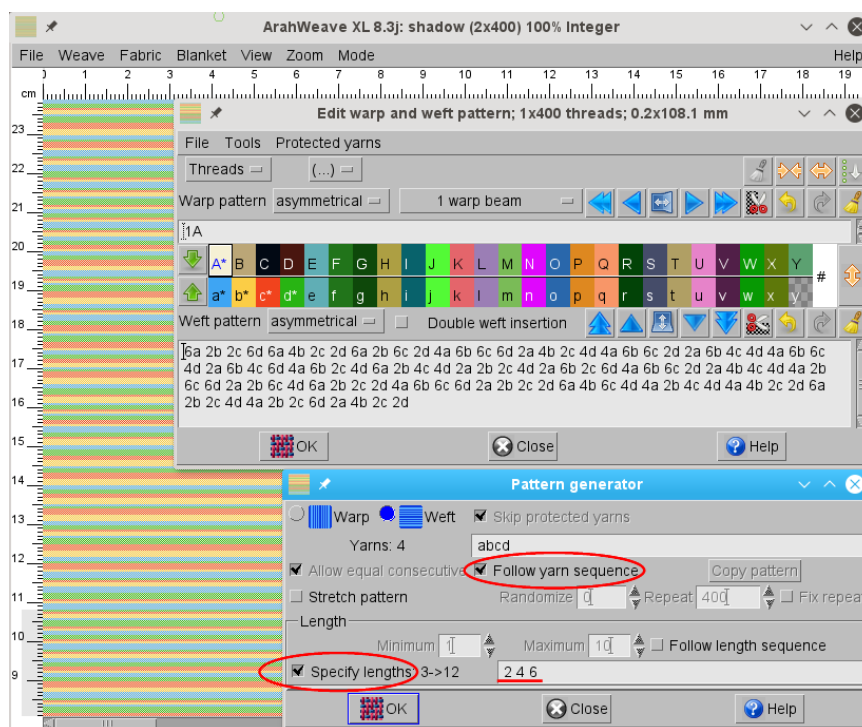 ArahWeave XL 8.3j: shadow (2x400) 100% Integer
File Weave Fabric Blanket View Zoom Mode Help
1 2 3 4 5 6 7 8 9 10 11 12 13 14 15 16 17 18 19
cm
Edit warp and weft pattern; 1x400 threads; 0.2x108.1 mm
23
File Tools Protected yarns
22
Threads (...)
21
Warp pattern asymmetrical 1 warp beam
1A
20
A* B C D E F G H I J K L M N O P Q R S T U V W X Y #
19
a* b* c* d* e f g h i j k l m n o p q r s t u v w x y
18
Weft pattern asymmetrical Double weft insertion
17
6a 2b 2c 6d 6a 4b 2c 2d 6a 2b 6c 2d 4a 6b 6c 6d 2a 4b 2c 4d 4a 6b 6c 2d 2a 6b 4c 4d 4a 6b 6c
4d 2a 6b 4c 6d 4a 6b 2c 4d 6a 2b 4c 2d 2a 2b 2c 4d 2a 6b 2c 6d 4a 6b 6c 2d 2a 4b 4c 4d 4a 2b
6c 6d 2a 2b 6c 4d 6a 2b 2c 2d 4a 6b 6c 6d 2a 2b 2c 2d 6a 6b 4c 4d 4a 2b 4c 4d 4a 4b 2c 2d 6a
2b 2c 4d 4a 2b 2c 6d 2a 4b 2c 2d
16
15
OK Close Help
14
Pattern generator
13
Warp Weft Skip protected yarns
Yarns: 4 abcd
12
Allow equal consecutive Follow yarn sequence Copy pattern
11
Stretch pattern Randomize 0 Repeat 400 Fix repeat
Length
10
Minimum 1 Maximum 10 Follow length sequence
9
Specify lengths 3->12 2 4 6
OK Close Help